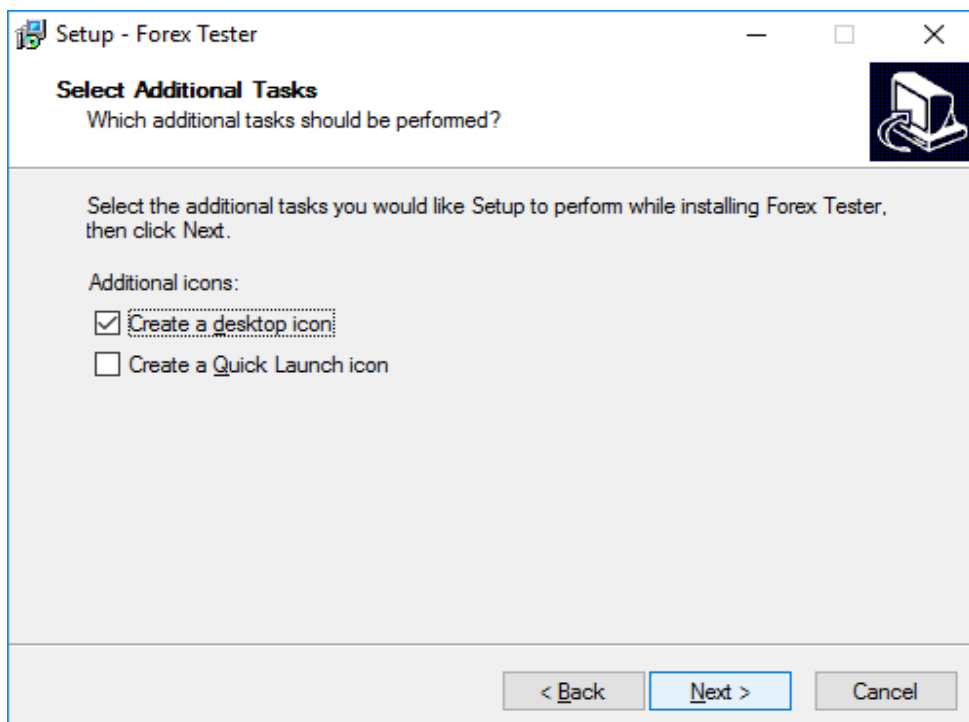 Setup - Forex Tester
Select Additional Tasks
Which additional tasks should be performed?
Select the additional tasks you would like Setup to perform while installing Forex Tester,
then click Next.
Additional icons:
Create a desktop icon
Create a Quick Launch icon
< Back
Next >
Cancel